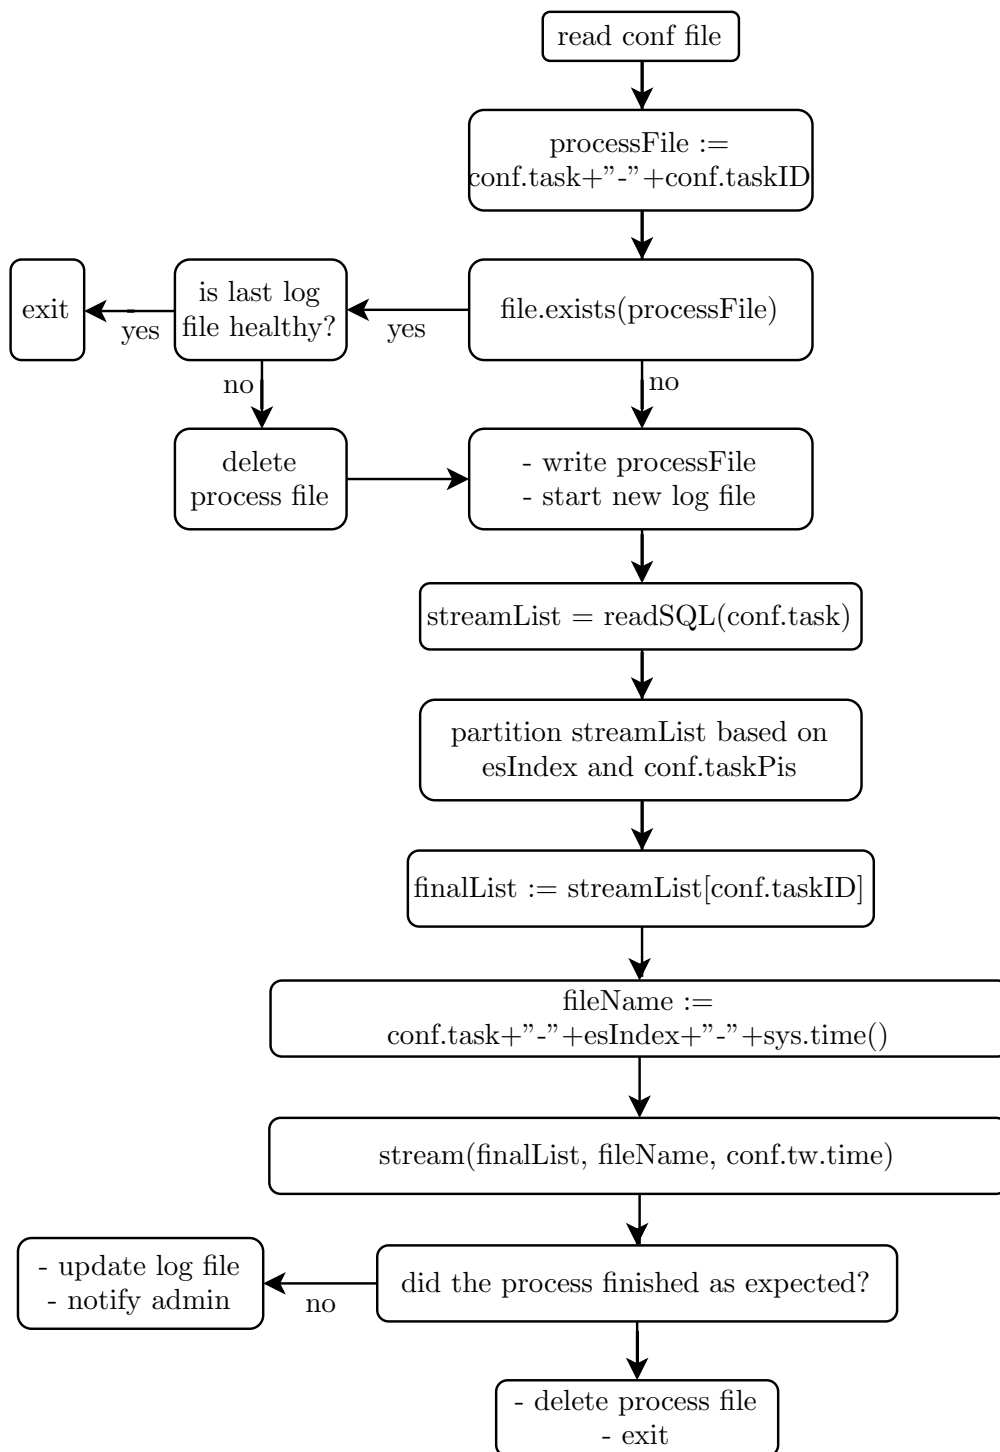 read conf file
processFile :=
conf.task+”-”+conf.taskID
exit
yes
is last log
file healthy?
yes
file.exists(processFile)
no
no
delete
process file
- write processFile
- start new log file
streamList = readSQL(conf.task)
partition streamList based on
esIndex and conf.taskPis
finalList := streamList[conf.taskID]
fileName :=
conf.task+”-”+esIndex+”-”+sys.time()
stream(finalList, fileName, conf.tw.time)
- update log file
- notify admin
no
did the process finished as expected?
- delete process file
- exit